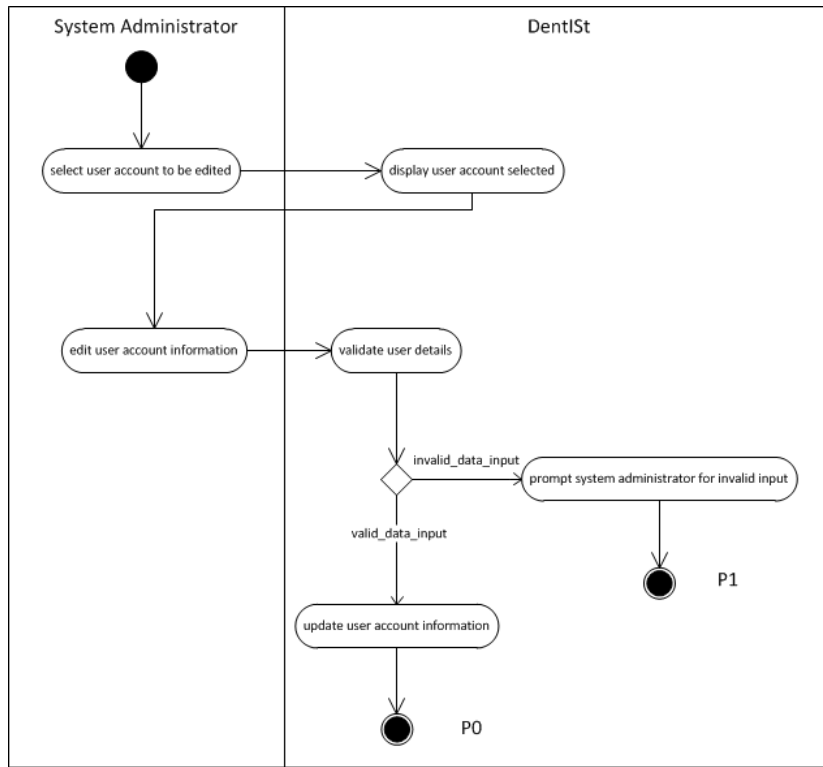 System Administrator
DentISt
select user account to be edited
display user account selected
edit user account information
validate user details
invalid_data_input
prompt system administrator for invalid input
valid_data_input
P1
update user account information
P0